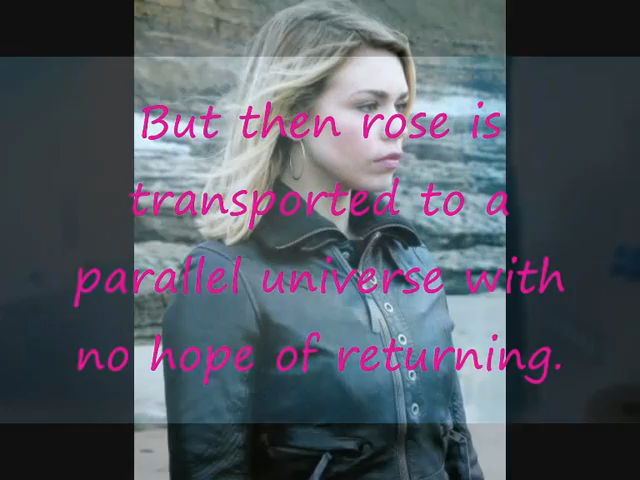 But then rose is
transported to a
parallel universe with
no hope of returning.